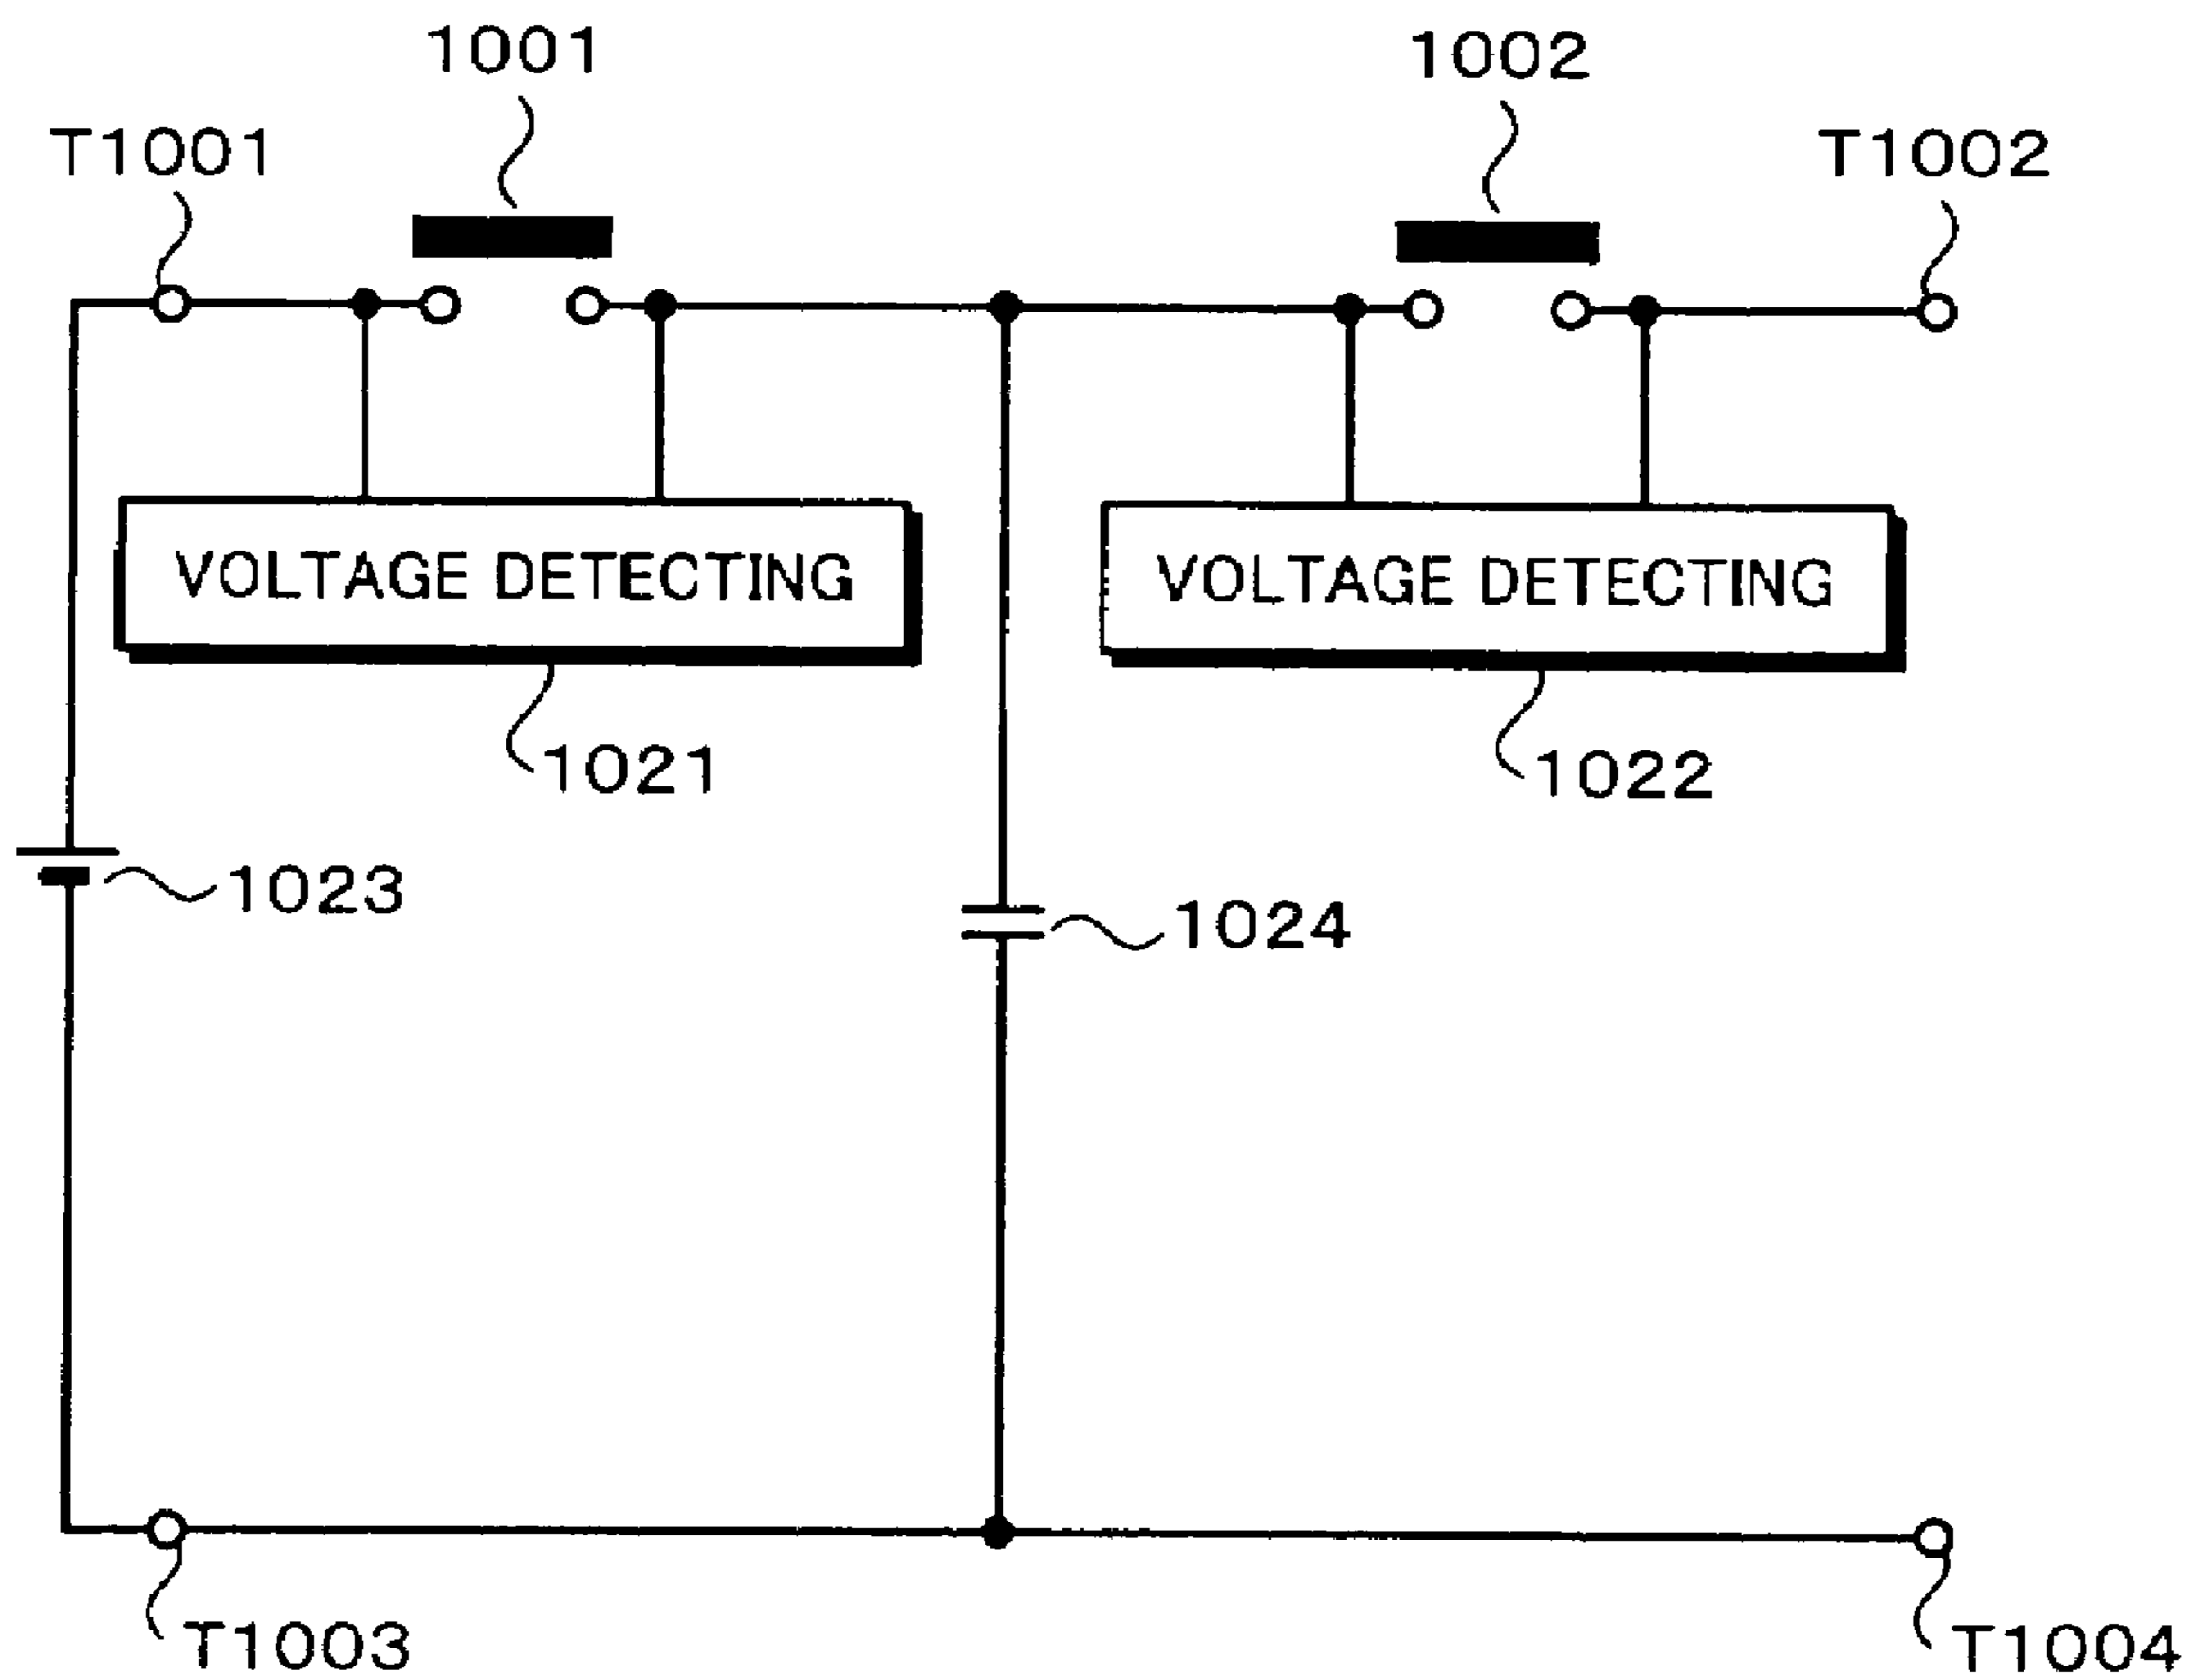 1001
1002
T1001
T1002
VOLTAGE DETECTING
VOLTAGE DETECTING
1021
1022
1023
1024
T1003
T1004